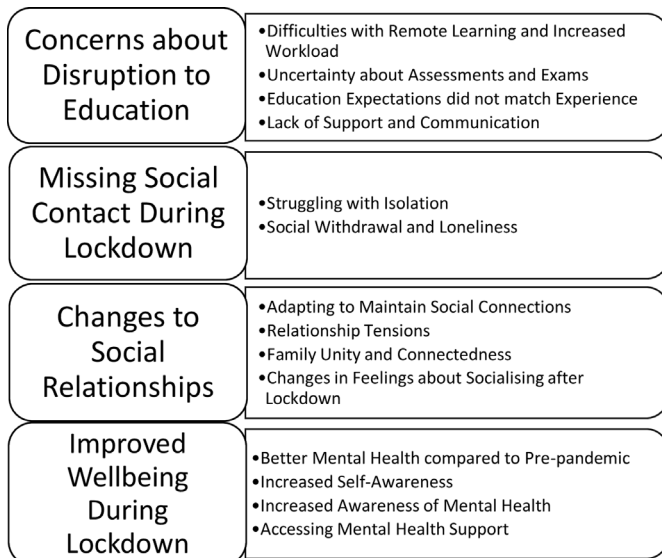 Concerns about
Disruption to
Education
•Difficulties with Remote Learning and Increased
Workload
•Uncertainty about Assessments and Exams
•Education Expectations did not match Experience
•Lack of Support and Communication
Missing Social
Contact During
Lockdown
•Struggling with Isolation
•Social Withdrawal and Loneliness
Changes to
Social
Relationships
•Adapting to Maintain Social Connections
•Relationship Tensions
•Family Unity and Connectedness
•Changes in Feelings about Socialising after
Lockdown
Improved
Wellbeing
During
Lockdown
•Better Mental Health compared to Pre-pandemic
•Increased Self-Awareness
•Increased Awareness of Mental Health
•Accessing Mental Health Support